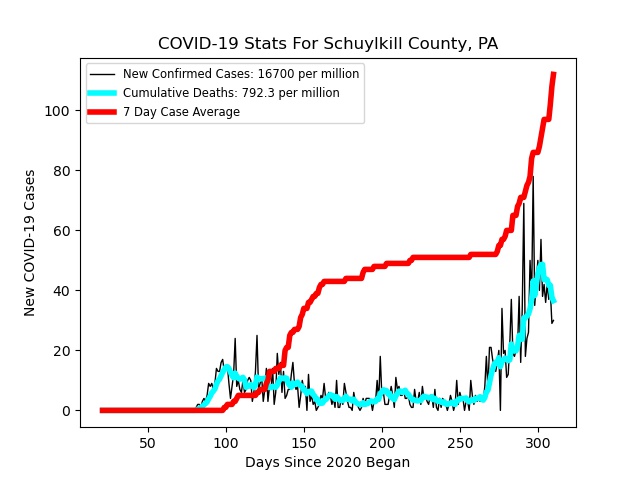 COVID-19 Stats For Schuylkill County, PA
New Confirmed Cases: 16700 per million
Cumulative Deaths: 792.3 per million
7 Day Case Average
New COVID-19 Cases
100
80
60
40
20
0
50 100 150 200 250 300
Days Since 2020 Began